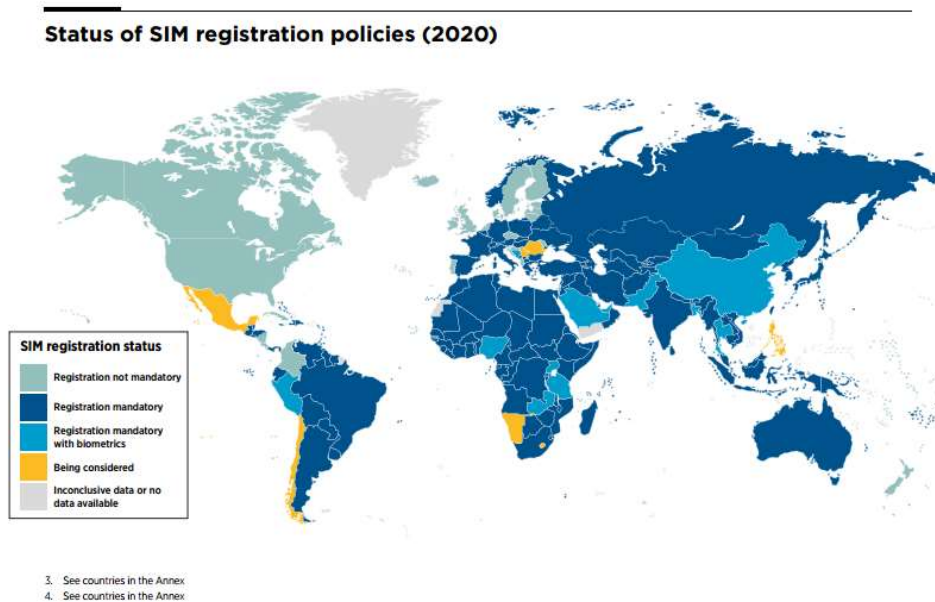 Status of SIM registration policies (2020)
SIM registration status
Registration not mandatory
Registration mandatory
Registration mandatory
with biometrics
Being considered
Inconclusive data or no
data available
3. See countries in the Annex
4. See countries in the Annex